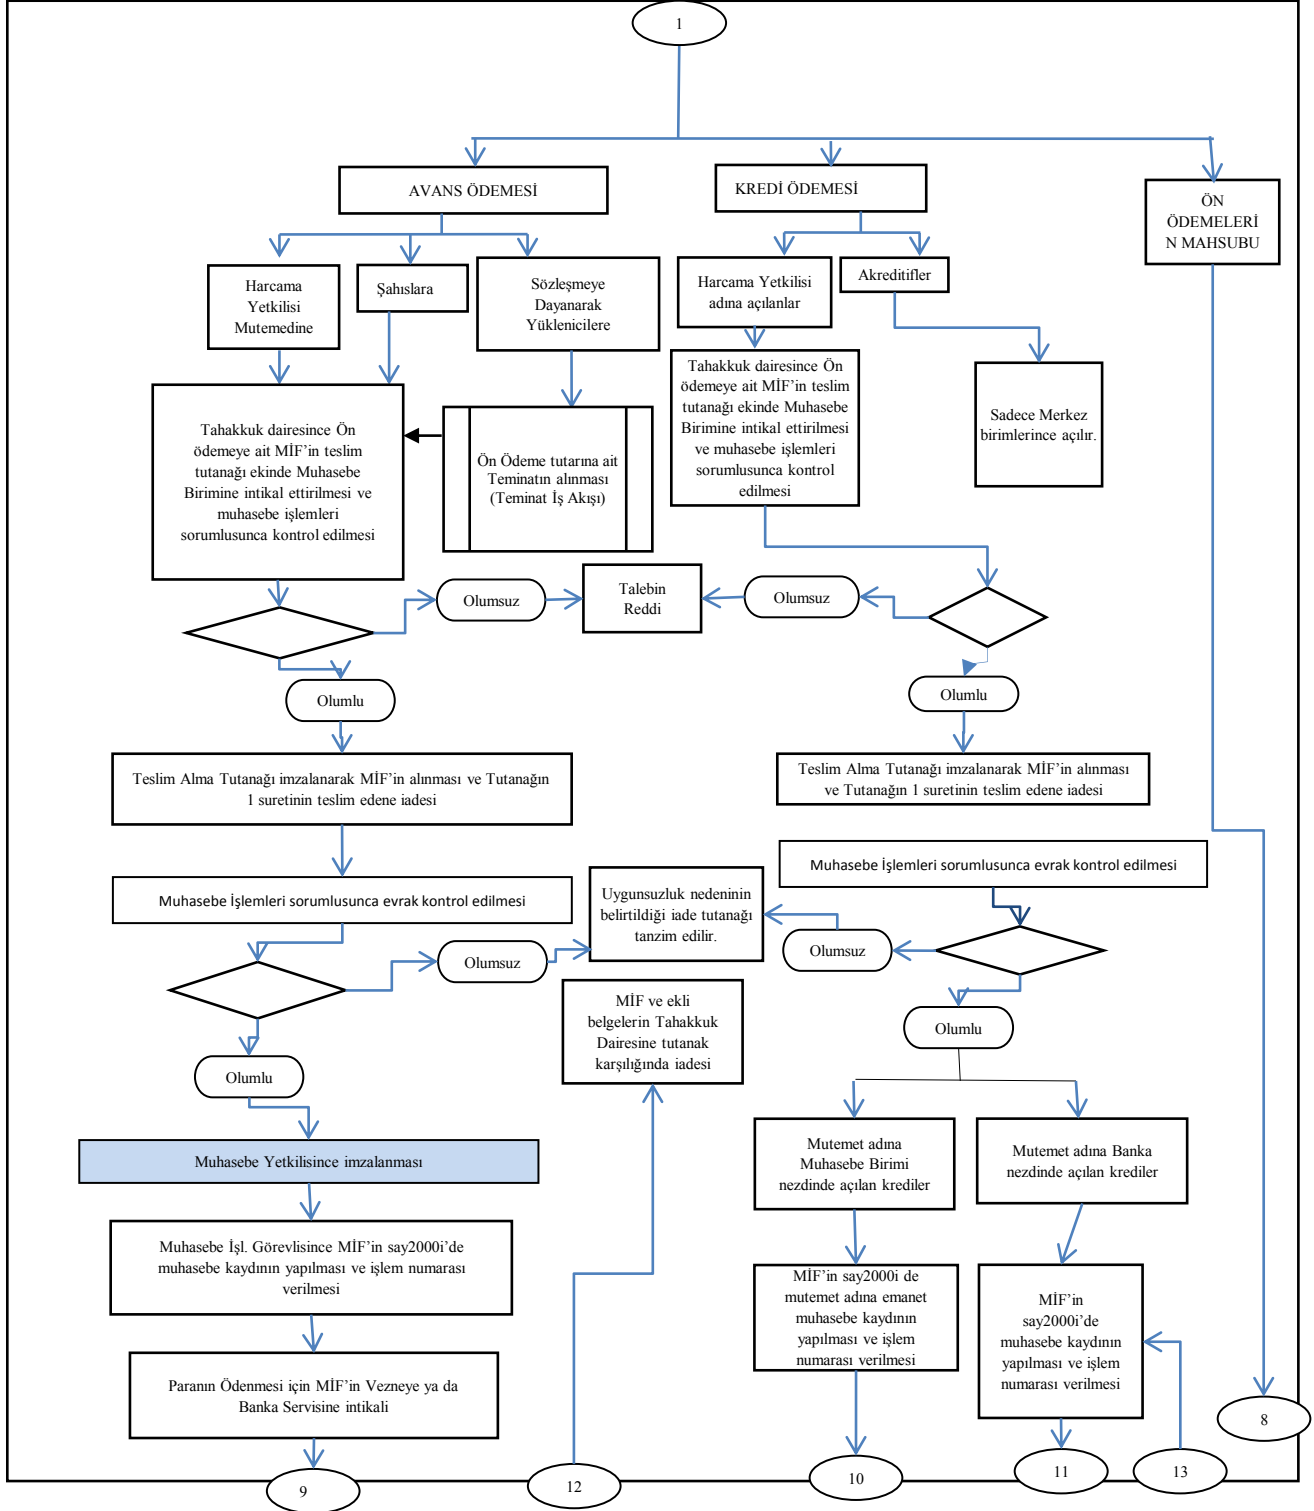 1
AVANS ÖDEMESİ
KREDİ ÖDEMESİ
ÖN
ÖDEMELERİ
N MAHSUBU
Harcama
Yetkilisi
Mutemedine
Şahıslara
Sözleşmeye
Dayanarak
Yüklenicilere
Harcama Yetkilisi
adına açılanlar
Akreditifler
Tahakkuk dairesince Ön
ödemeye ait MİF’in teslim
tutanağı ekinde Muhasebe
Birimine intikal ettirilmesi ve
muhasebe işlemleri
sorumlusunca kontrol edilmesi
Ön Ödeme tutarına ait
Teminatın alınması
(Teminat İş Akışı)
Tahakkuk dairesince Ön
ödemeye ait MİF’in teslim
tutanağı ekinde Muhasebe
Birimine intikal ettirilmesi
ve muhasebe işlemleri
sorumlusunca kontrol
edilmesi
Sadece Merkez
birimlerince açılır.
Olumsuz
Talebin
Reddi
Olumsuz
Olumlu
Olumlu
Teslim Alma Tutanağı imzalanarak MİF’in alınması ve Tutanağın
1 suretinin teslim edene iadesi
Teslim Alma Tutanağı imzalanarak MİF’in alınması
ve Tutanağın 1 suretinin teslim edene iadesi
Muhasebe İşlemleri sorumlusunca evrak kontrol edilmesi
Uygunsuzluk nedeninin
belirtildiği iade tutanağı
tanzim edilir.
Muhasebe İşlemleri sorumlusunca evrak kontrol edilmesi
Olumsuz
Olumsuz
MİF ve ekli
belgelerin Tahakkuk
Dairesine tutanak
karşılığında iadesi
Olumlu
Olumlu
Muhasebe Yetkilisince imzalanması
Mutemet adına
Muhasebe Birimi
nezdinde açılan krediler
Mutemet adına Banka
nezdinde açılan krediler
Muhasebe İşl. Görevlisince MİF’in say2000i’de
muhasebe kaydının yapılması ve işlem numarası
verilmesi
MİF’in say2000i de
mutemet adına emanet
muhasebe kaydının
yapılması ve işlem
numarası verilmesi
MİF’in
say2000i’de
muhasebe kaydının
yapılması ve işlem
numarası verilmesi
Paranın Ödenmesi için MİF’in Vezneye ya da
Banka Servisine intikali
8
9
12
10
11
13